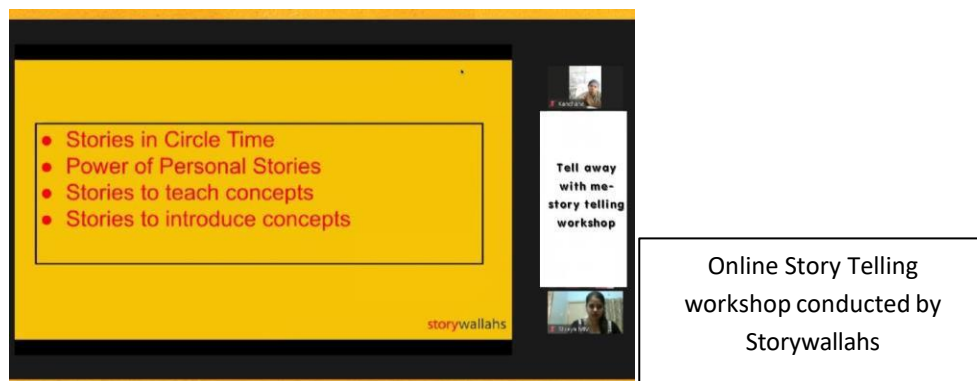 ● Stories in Circle Time
● Power of Personal Stories
● Stories to teach concepts
● Stories to introduce concepts
storywallahs
Kanchana
Tell away
with me-
story telling
workshop
Online Story Telling
workshop conducted by
Storywallahs